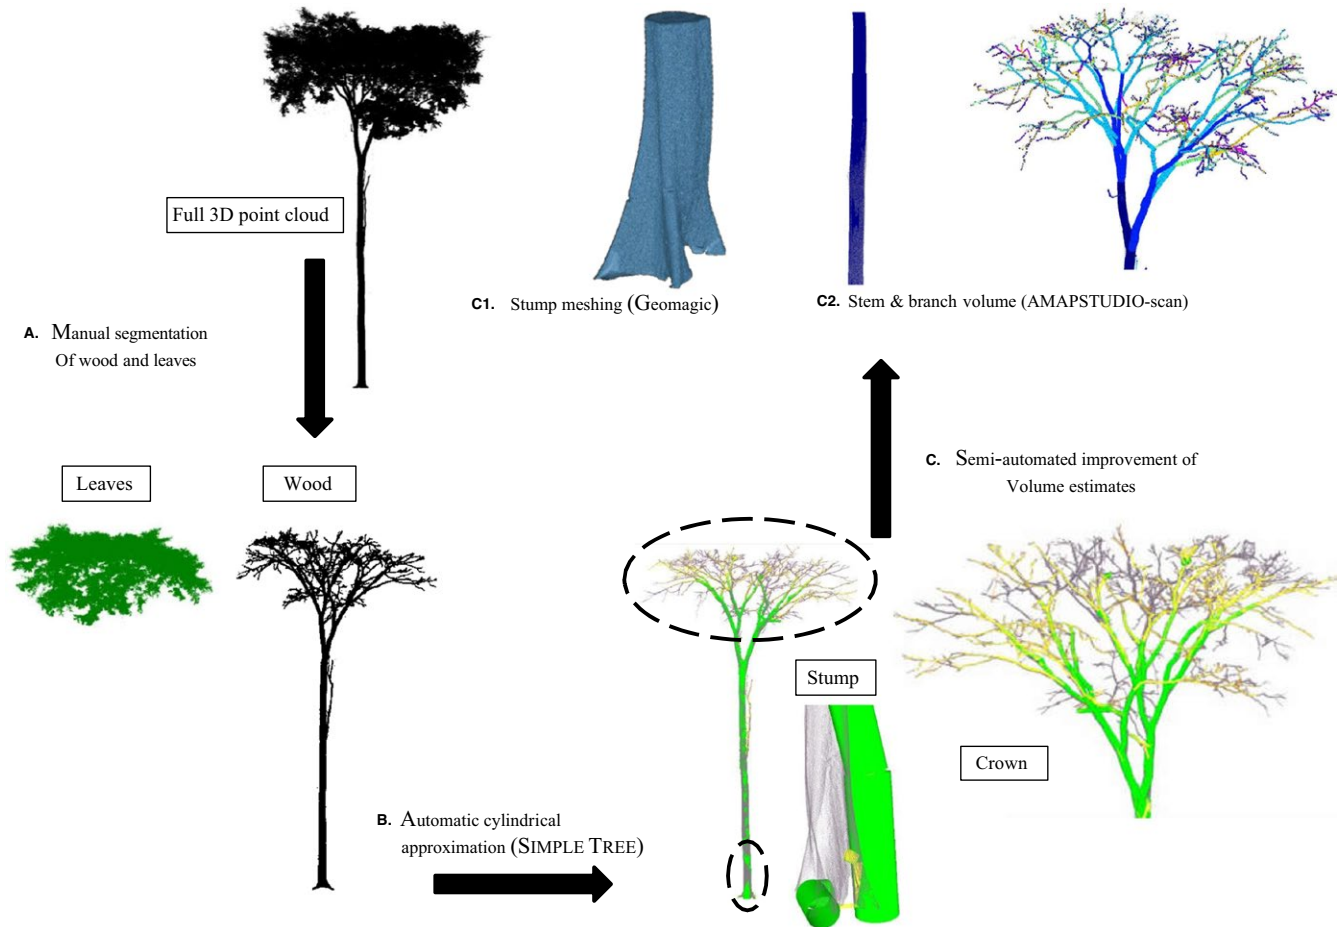 Full 3D point cloud
C1. Stump meshing (Geomagic)
C2. Stem & branch volume (AMAPSTUDIO-scan)
A. Manual segmentation
Of wood and leaves
Leaves
Wood
C. Semi-automated improvement of
Volume estimates
Stump
Crown
B. Automatic cylindrical
approximation (SIMPLE TREE)